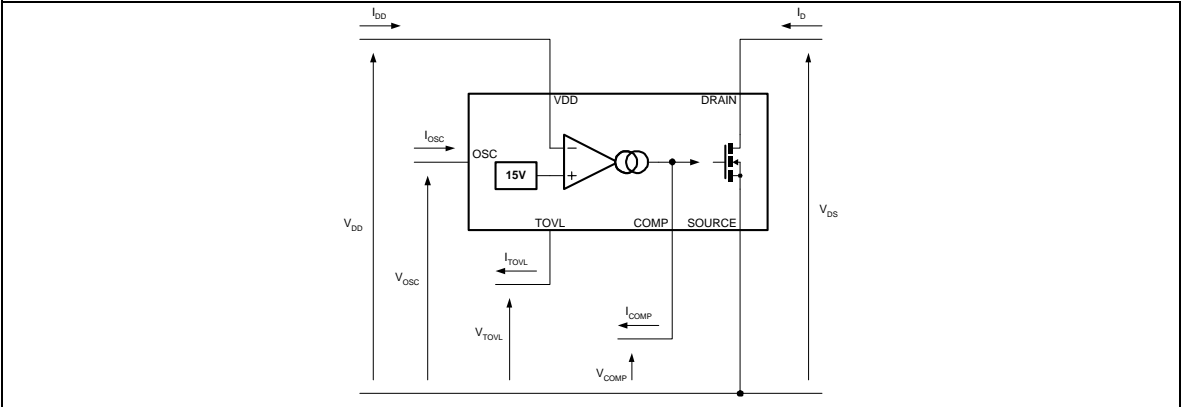 I_DD
I_D
VDD
DRAIN
I_OSC
OSC
−
15V
+
TOVL
COMP
SOURCE
V_DD
V_DS
I_TOVL
V_OSC
I_COMP
V_TOVL
V_COMP